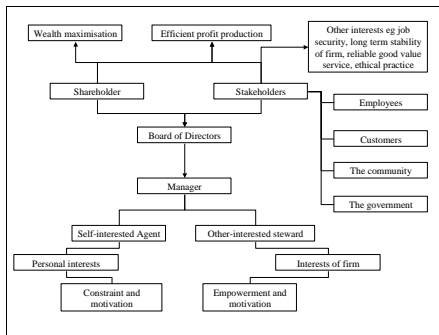 Wealth maximisation
Efficient profit production
Other interests eg job
security, long term stability
of firm, reliable good value
service, ethical practice
Shareholder
Stakeholders
Employees
Board of Directors
Customers
The community
Manager
The government
Self-interested Agent
Other-interested steward
Personal interests
Interests of firm
Constraint and
motivation
Empowerment and
motivation